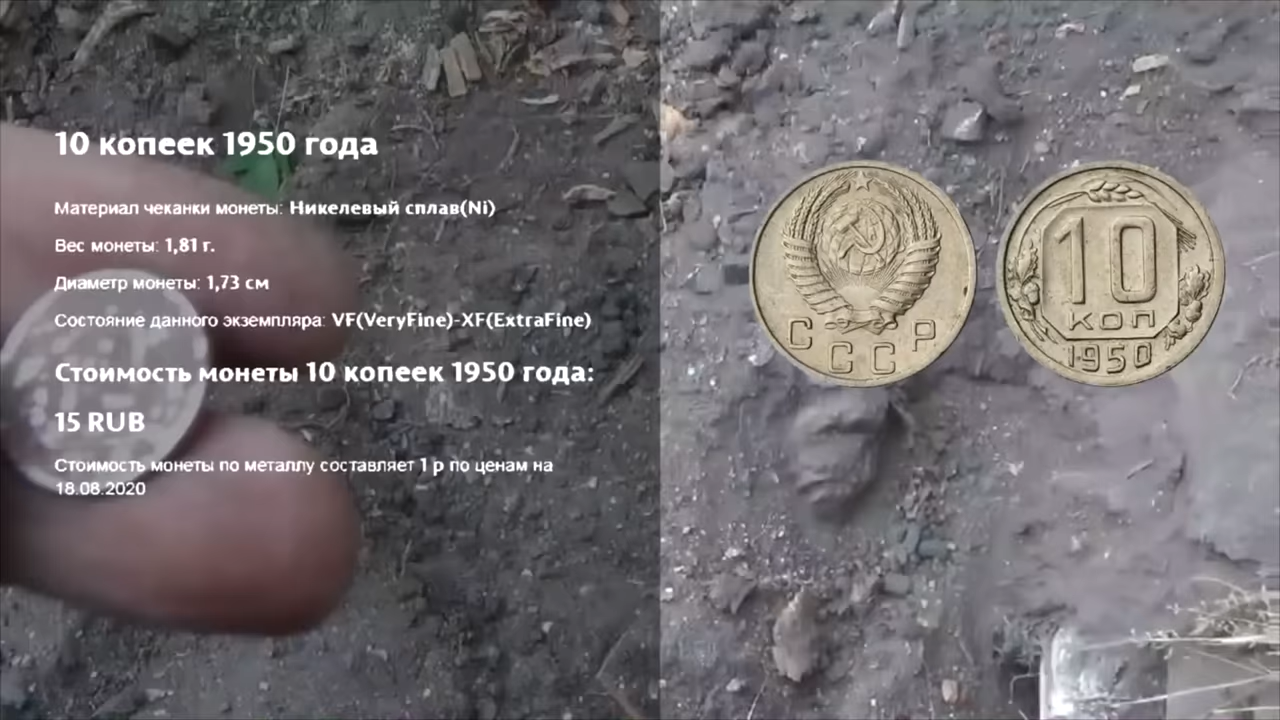 10 копеек 1950 года
Материал чеканки монеты: Никелевый сплав(Ni)
Вес монеты: 1,81 г.
Диаметр монеты: 1,73 см
Состояние данного экземпляра: VF(VeryFine)-XF(ExtraFine)
Стоимость монеты 10 копеек 1950 года:
15 RUB
Стоимость монеты по металлу составляет 1 р по ценам на
18.08.2020
С С С Р
10
КОП
1950